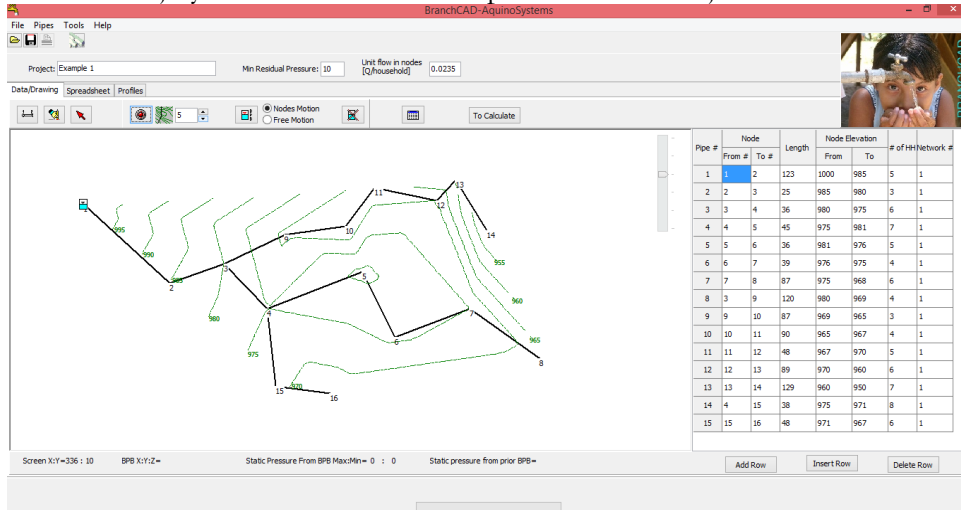 BranchCAD-AquinoSystems
File Pipes Tools Help
Project: Example 1 Min Residual Pressure: 10 Unit flow in nodes [Q/household] 0.0235
Data/Drawing Spreadsheet Profiles
5 Nodes Motion
Free Motion
To Calculate
1
2
3
4
5
6
7
8
9
10
11
12
13
14
15
16
995
990
985
980
975
970
955
960
965
Pipe # Node Length Node Elevation # of HH Network #
From # To # From To
1 1 2 123 1000 985 5 1
2 2 3 25 985 980 3 1
3 3 4 36 980 975 6 1
4 4 5 45 975 981 7 1
5 5 6 36 981 976 5 1
6 6 7 39 976 975 4 1
7 7 8 87 975 968 6 1
8 3 9 120 980 969 4 1
9 9 10 87 969 965 3 1
10 10 11 90 965 967 4 1
11 11 12 48 967 970 5 1
12 12 13 89 970 960 6 1
13 13 14 129 960 950 7 1
14 4 15 38 975 971 8 1
15 15 16 48 971 967 6 1
Screen X:Y=336 : 10 BPB X:Y:Z= Static Pressure From BPB Max:Min= 0 : 0 Static pressure from prior BPB=
Add Row Insert Row Delete Row